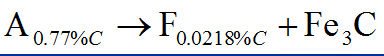 A₀.₇₇%C → F₀.₀₂₁₈%C + Fe₃C